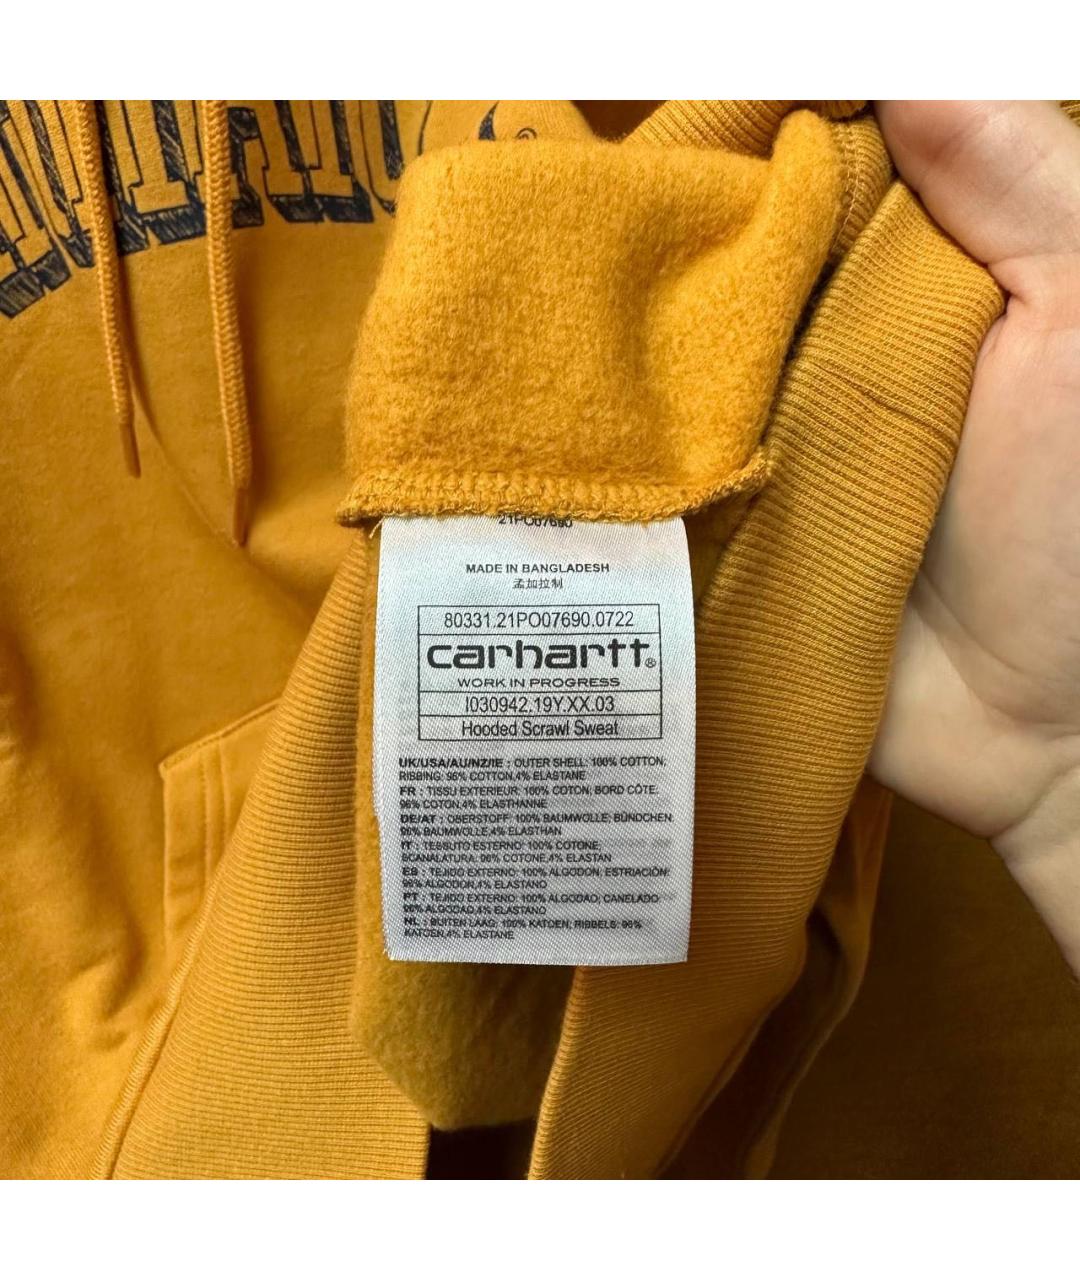 21PO07690
MADE IN BANGLADESH
孟加拉制
80331.21PO07690.0722
carhartt®
WORK IN PROGRESS
I030942.19Y.XX.03
Hooded Scrawl Sweat
UK/USA/AU/NZ/IE : OUTER SHELL: 100% COTTON;
RIBBING: 96% COTTON,4% ELASTANE
FR : TISSU EXTERIEUR: 100% COTON; BORD CÔTE:
96% COTON,4% ELASTHANNE
DE/AT : OBERSTOFF: 100% BAUMWOLLE; BÜNDCHEN:
96% BAUMWOLLE,4% ELASTHAN
IT : TESSUTO ESTERNO: 100% COTONE;
SCANALATURA: 96% COTONE,4% ELASTAN
ES : TEJIDO EXTERNO: 100% ALGODON; ESTRIACIÓN:
96% ALGODON,4% ELASTANO
PT : TEJIDO EXTERNO: 100% ALGODAO; CANELADO:
96% ALGODAO,4% ELASTANO
NL : BUITEN LAAG: 100% KATOEN; RIBBELS: 96%
KATOEN,4% ELASTANE